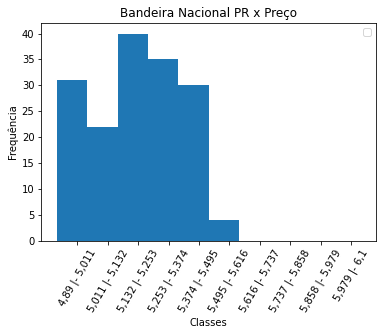 Bandeira Nacional PR x Preço
40
35
30
25
20
15
10
5
0
Frequência
4,89 |- 5,011
5,011 |- 5,132
5,132 |- 5,253
5,253 |- 5,374
5,374 |- 5,495
5,495 |- 5,616
5,616 |- 5,737
5,737 |- 5,858
5,858 |- 5,979
5,979 |- 6,1
Classes